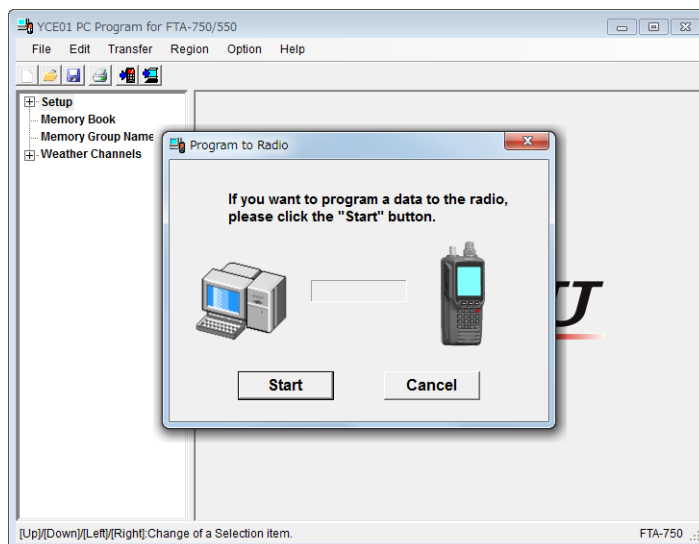 YCE01 PC Program for FTA-750/550
File Edit Transfer Region Option Help
Setup
Memory Book
Memory Group Name
Weather Channels
Program to Radio
If you want to program a data to the radio,
please click the "Start" button.
U
Start Cancel
[Up]/[Down]/[Left]/[Right]:Change of a Selection item.
FTA-750